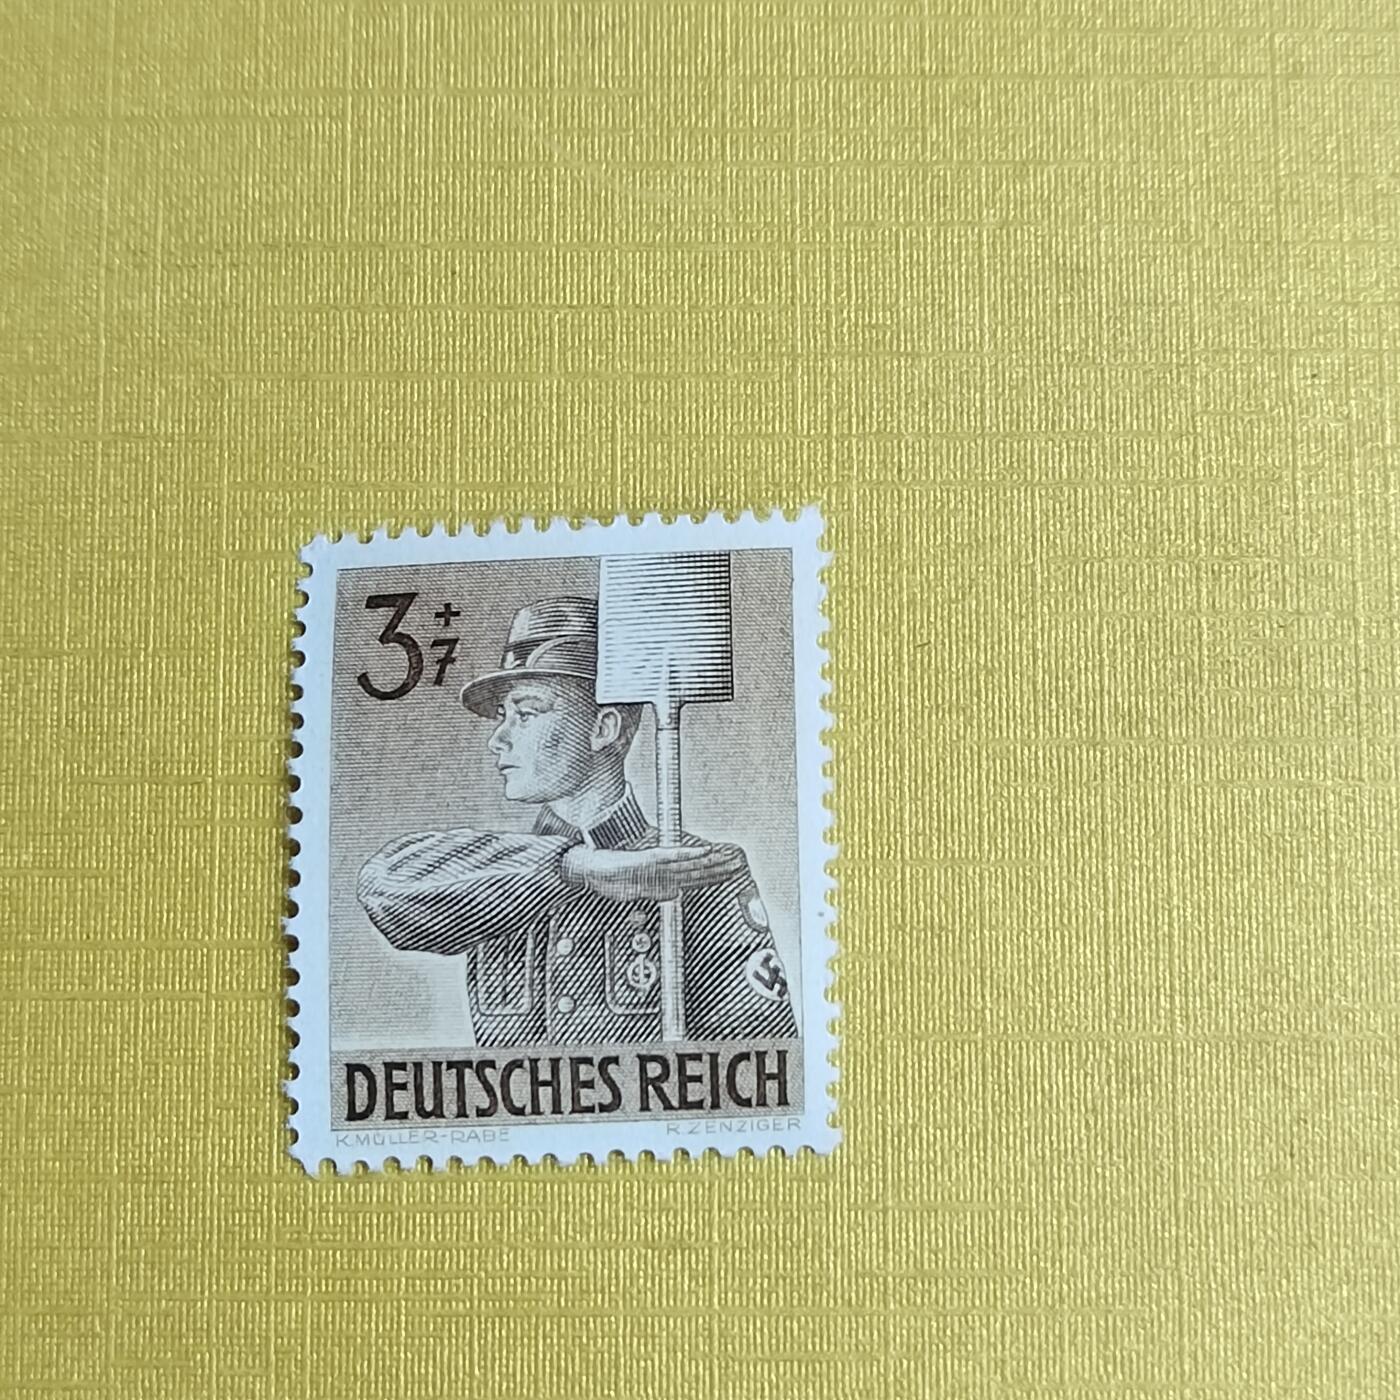 3 + 7
DEUTSCHES REICH
K.MÜLLER-RABE R.ZENZIGER